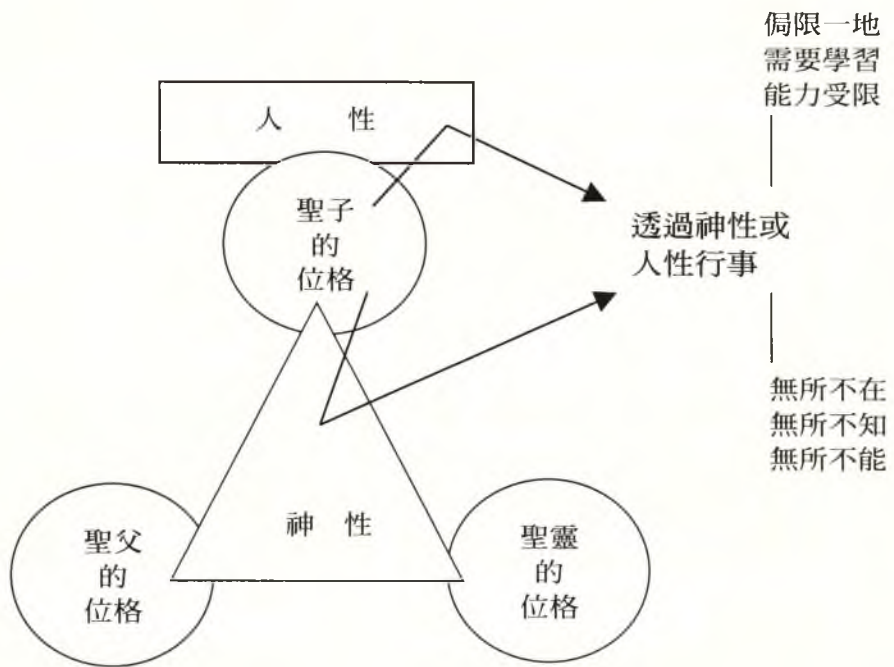 侷限一地
需要學習
能力受限
人 性
聖子
的
位格
透過神性或
人性行事
無所不在
無所不知
無所不能
神 性
聖父
的
位格
聖靈
的
位格